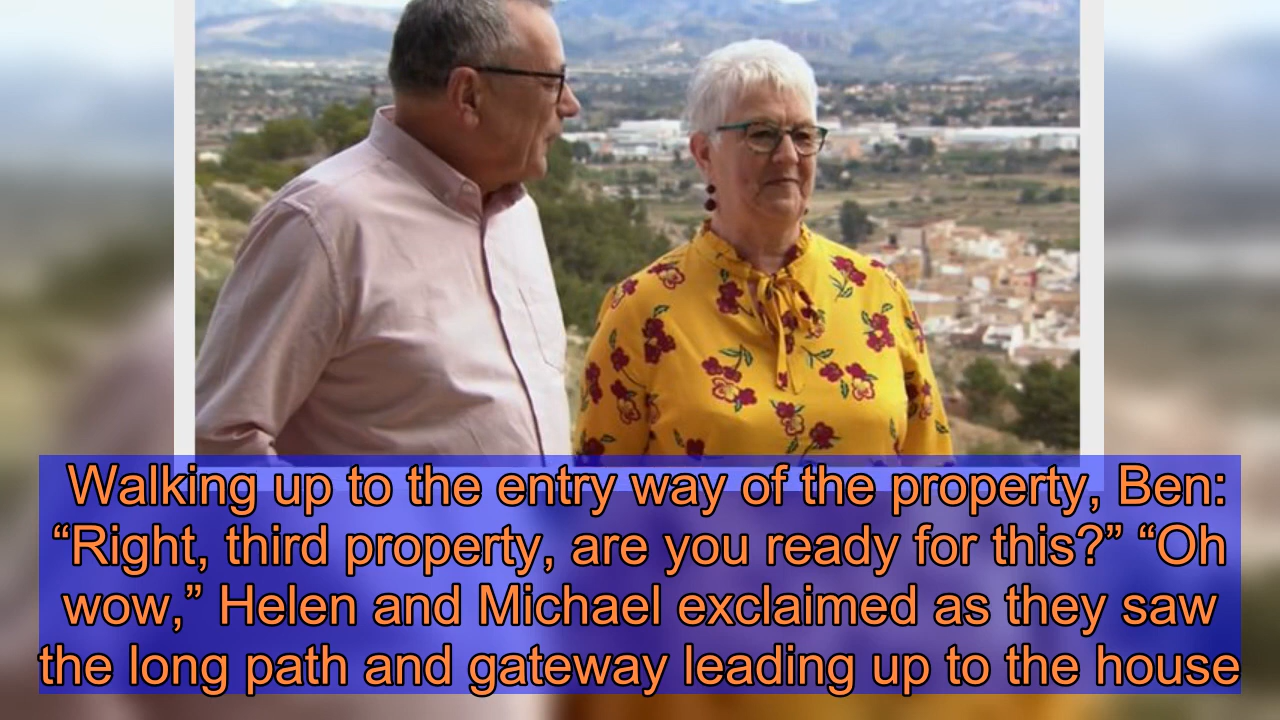 Walking up to the entry way of the property, Ben:
“Right, third property, are you ready for this?” “Oh
wow,” Helen and Michael exclaimed as they saw
the long path and gateway leading up to the house